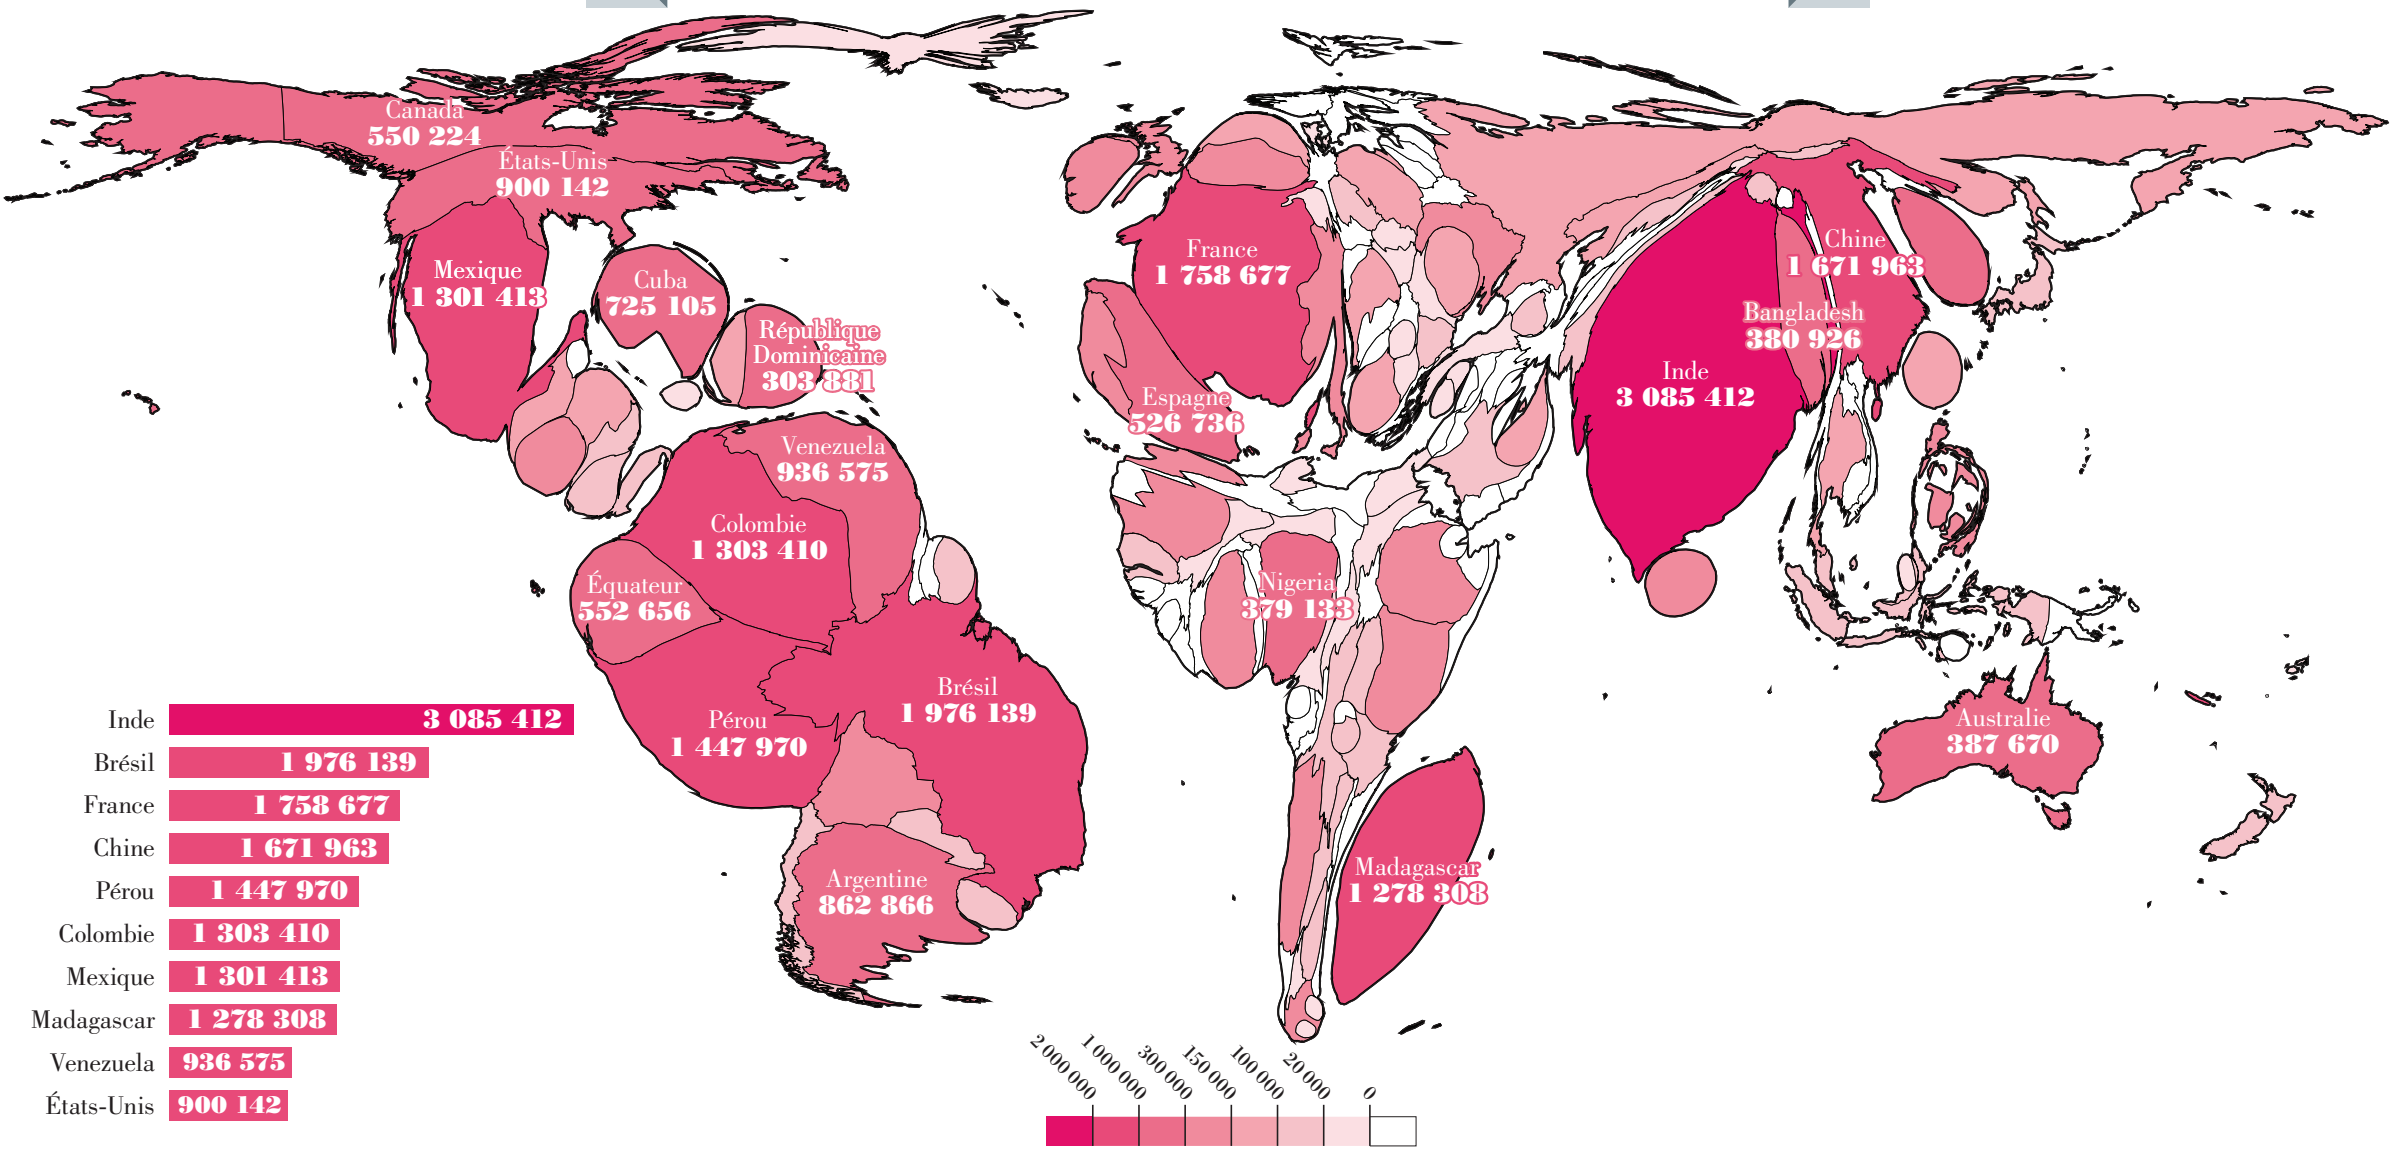 Canada
550 224
États-Unis
900 142
Mexique
1 301 413
Cuba
725 105
République
Dominicaine
303 881
France
1 758 677
Espagne
526 736
Chine
1 671 963
Bangladesh
380 926
Inde
3 085 412
Venezuela
936 575
Colombie
1 303 410
Équateur
552 656
Nigeria
379 133
Brésil
1 976 139
Pérou
1 447 970
Argentine
862 866
Madagascar
1 278 308
Australie
387 670
Inde 3 085 412
Brésil 1 976 139
France 1 758 677
Chine 1 671 963
Pérou 1 447 970
Colombie 1 303 410
Mexique 1 301 413
Madagascar 1 278 308
Venezuela 936 575
États-Unis 900 142
2 000 000 1 000 000 300 000 150 000 100 000 20 000 0